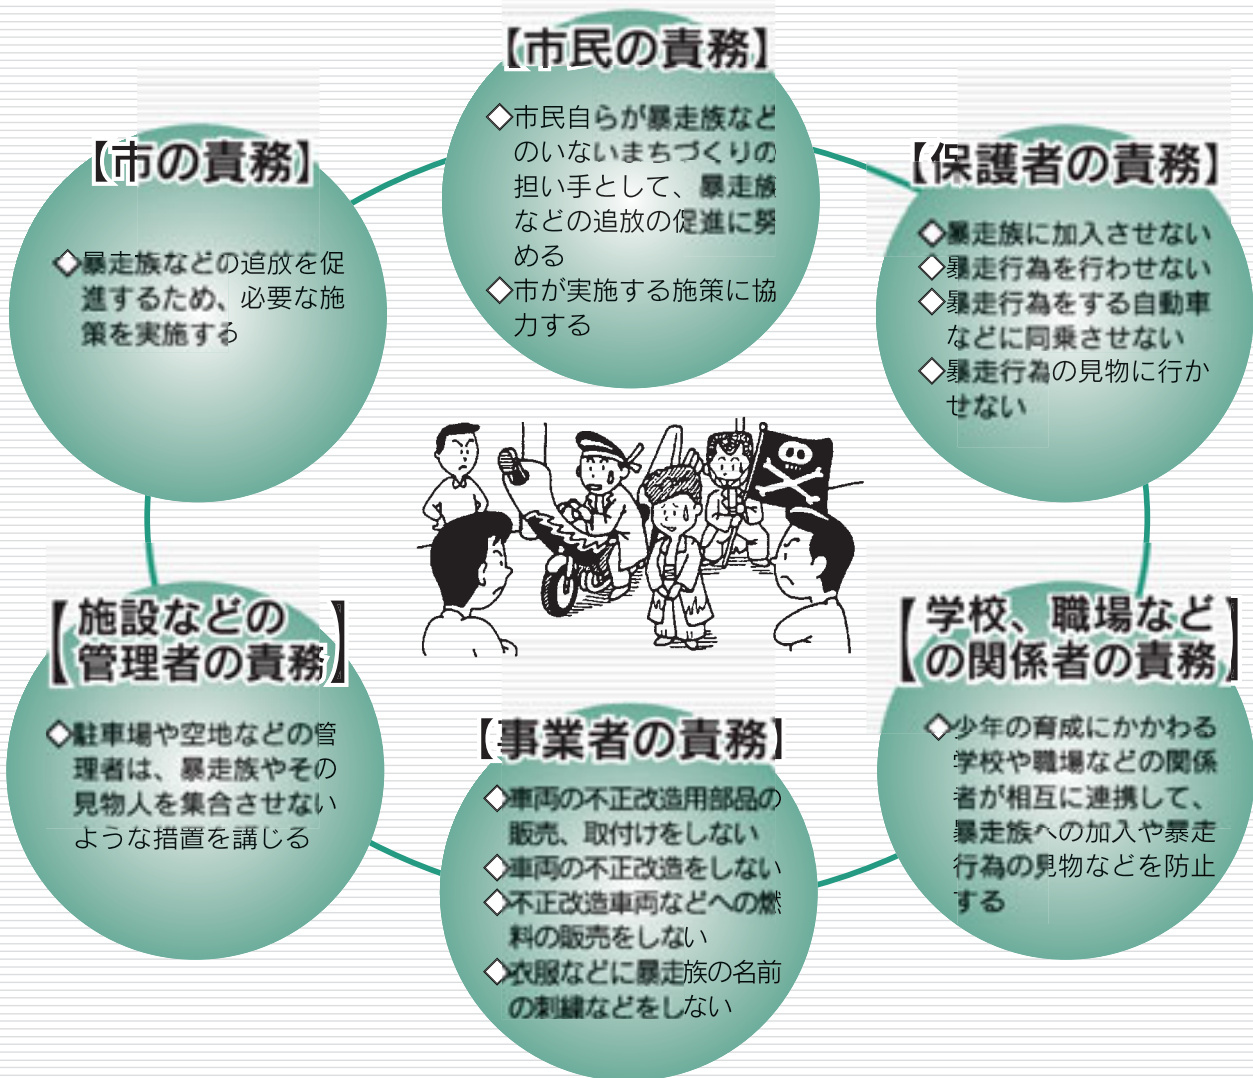 【市民の責務】
◇市民自らが暴走族など
のいないまちづくりの
担い手として、暴走族
などの追放の促進に努
める
◇市が実施する施策に協
力する
【市の責務】
◇暴走族などの追放を促
進するため、必要な施
策を実施する
【保護者の責務】
◇暴走族に加入させない
◇暴走行為を行わせない
◇暴走行為をする自動車
などに同乗させない
◇暴走行為の見物に行か
せない
【施設などの
管理者の責務】
◇駐車場や空地などの管
理者は、暴走族やその
見物人を集合させない
ような措置を講じる
【事業者の責務】
◇車両の不正改造用部品の
販売、取付けをしない
◇車両の不正改造をしない
◇不正改造車両などへの燃
料の販売をしない
◇衣服などに暴走族の名前
の刺繍などをしない
【学校、職場など
の関係者の責務】
◇少年の育成にかかわる
学校や職場などの関係
者が相互に連携して、
暴走族への加入や暴走
行為の見物などを防止
する